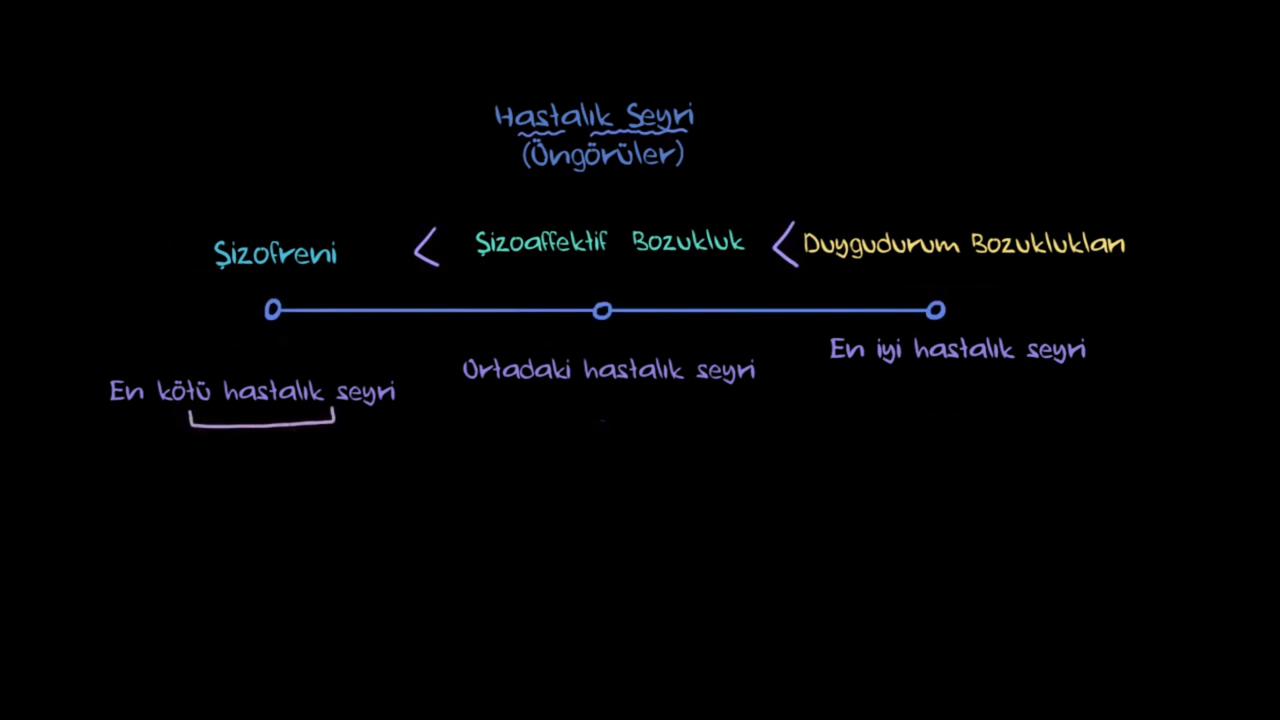 Hastalık Seyri
(Öngörüler)
Şizofreni < Şizoaffektif Bozukluk < Duygudurum Bozuklukları
En iyi hastalık seyri
Ortadaki hastalık seyri
En kötü hastalık seyri